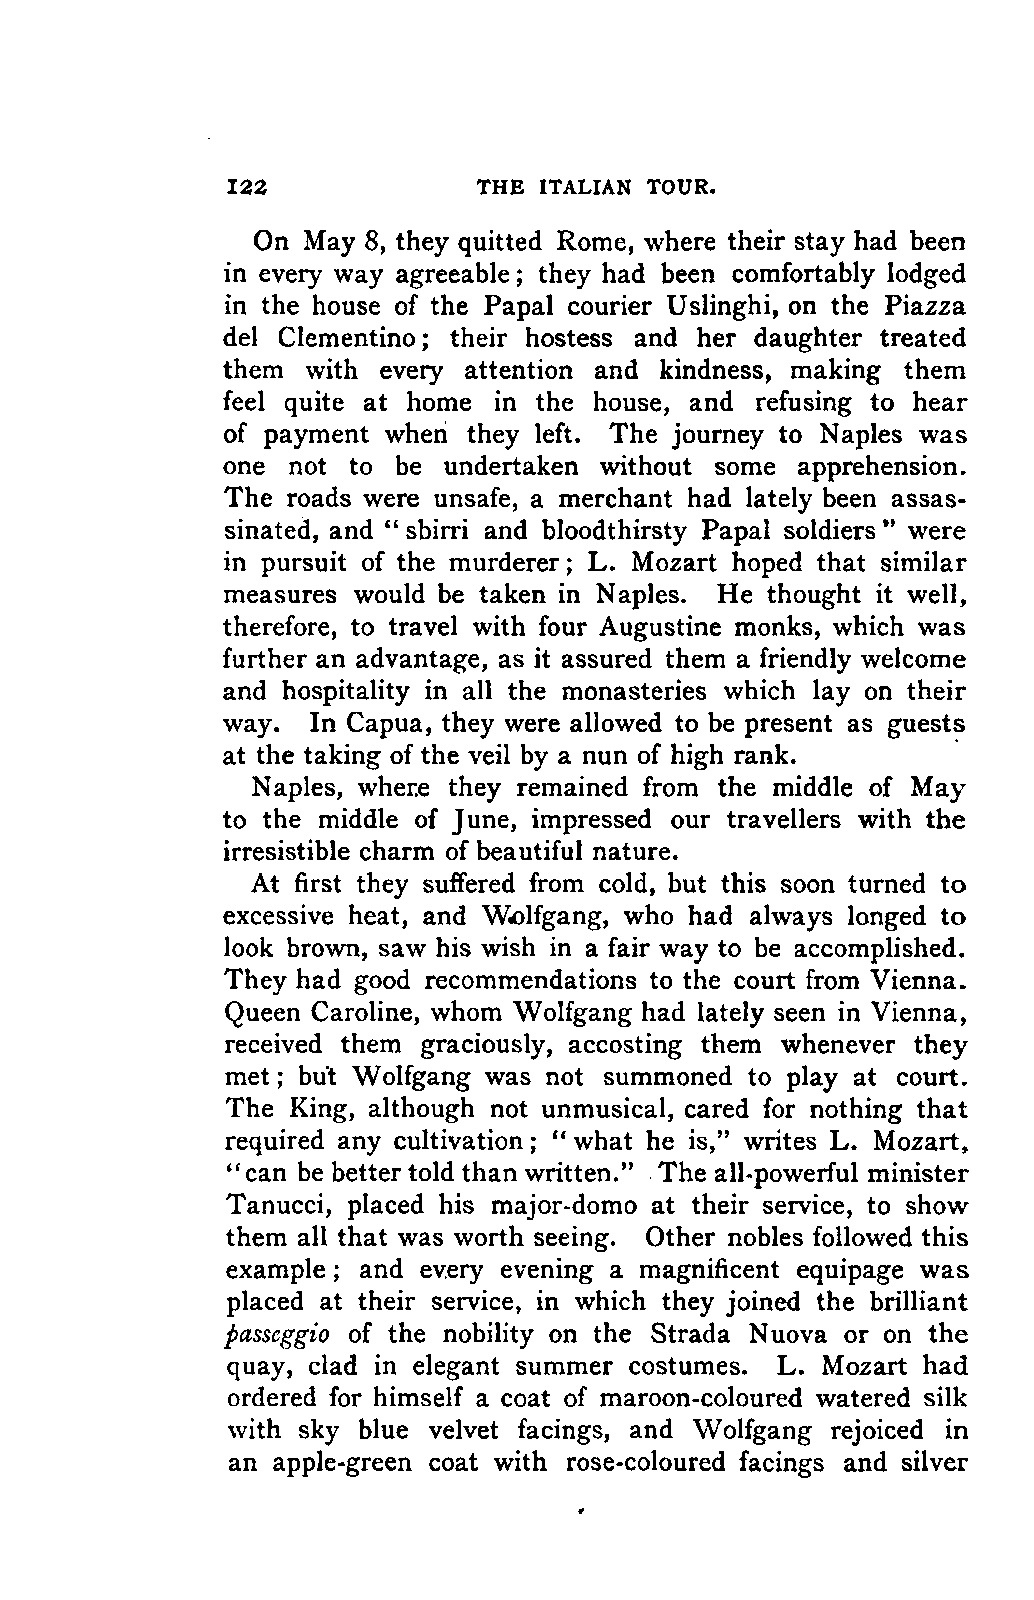 122 THE ITALIAN TOUR.
On May 8, they quitted Rome, where their stay had been
in every way agreeable; they had been comfortably lodged
in the house of the Papal courier Uslinghi, on the Piazza
del Clementino; their hostess and her daughter treated
them with every attention and kindness, making them
feel quite at home in the house, and refusing to hear
of payment when they left. The journey to Naples was
one not to be undertaken without some apprehension.
The roads were unsafe, a merchant had lately been assas-
sinated, and "sbirri and bloodthirsty Papal soldiers" were
in pursuit of the murderer; L. Mozart hoped that similar
measures would be taken in Naples. He thought it well,
therefore, to travel with four Augustine monks, which was
further an advantage, as it assured them a friendly welcome
and hospitality in all the monasteries which lay on their
way. In Capua, they were allowed to be present as guests
at the taking of the veil by a nun of high rank.
Naples, where they remained from the middle of May
to the middle of June, impressed our travellers with the
irresistible charm of beautiful nature.
At first they suffered from cold, but this soon turned to
excessive heat, and Wolfgang, who had always longed to
look brown, saw his wish in a fair way to be accomplished.
They had good recommendations to the court from Vienna.
Queen Caroline, whom Wolfgang had lately seen in Vienna,
received them graciously, accosting them whenever they
met; but Wolfgang was not summoned to play at court.
The King, although not unmusical, cared for nothing that
required any cultivation; "what he is," writes L. Mozart,
"can be better told than written." The all-powerful minister
Tanucci, placed his major-domo at their service, to show
them all that was worth seeing. Other nobles followed this
example; and every evening a magnificent equipage was
placed at their service, in which they joined the brilliant
passeggio of the nobility on the Strada Nuova or on the
quay, clad in elegant summer costumes. L. Mozart had
ordered for himself a coat of maroon-coloured watered silk
with sky blue velvet facings, and Wolfgang rejoiced in
an apple-green coat with rose-coloured facings and silver